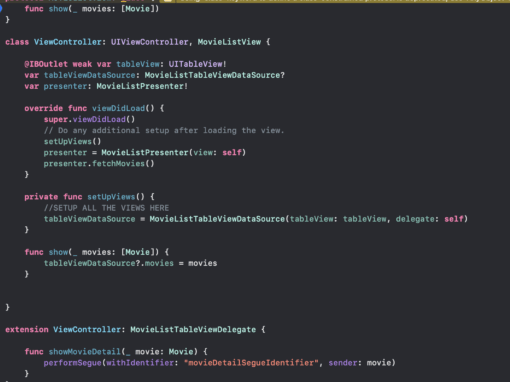 func show(_ movies: [Movie])
}
class ViewController: UIViewController, MovieListView {
@IBOutlet weak var tableView: UITableView!
var tableViewDataSource: MovieListTableViewDataSource?
var presenter: MovieListPresenter!
override func viewDidLoad() {
super.viewDidLoad()
// Do any additional setup after loading the view.
setUpViews()
presenter = MovieListPresenter(view: self)
presenter.fetchMovies()
}
private func setUpViews() {
//SETUP ALL THE VIEWS HERE
tableViewDataSource = MovieListTableViewDataSource(tableView: tableView, delegate: self)
}
func show(_ movies: [Movie]) {
tableViewDataSource?.movies = movies
}
}
extension ViewController: MovieListTableViewDelegate {
func showMovieDetail(_ movie: Movie) {
performSegue(withIdentifier: "movieDetailSegueIdentifier", sender: movie)
}